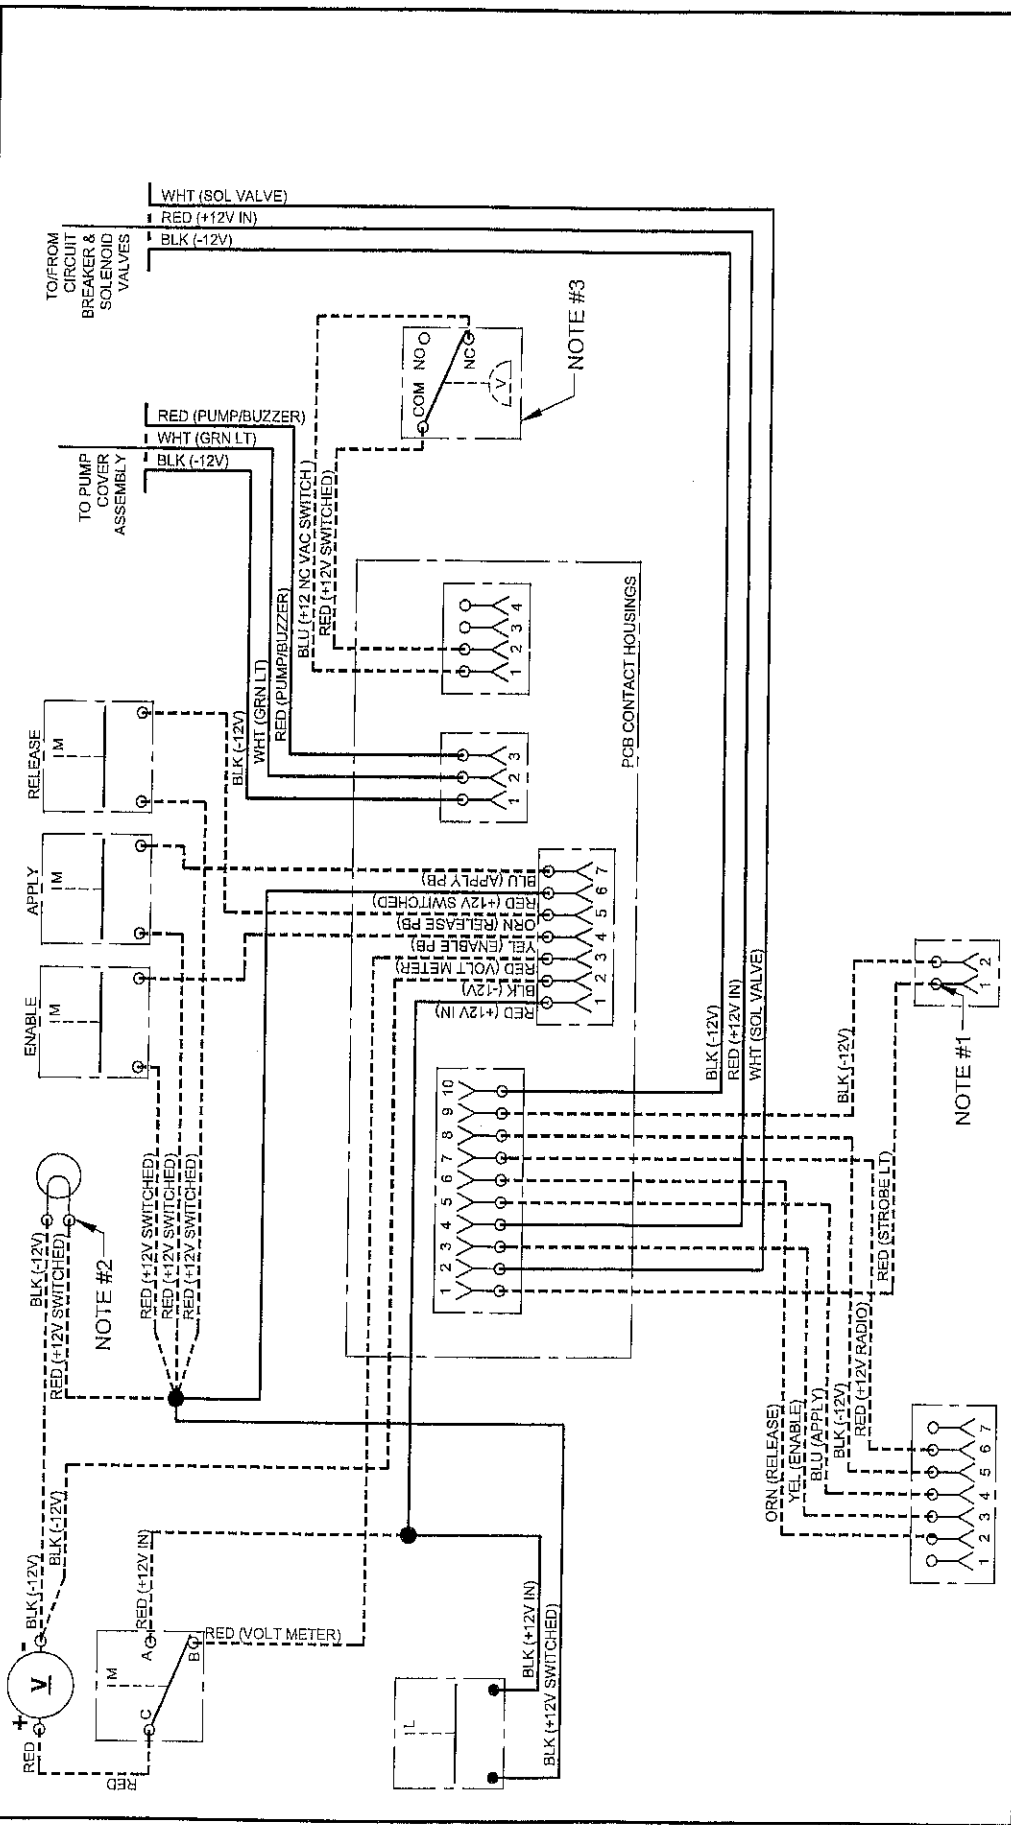 TO/FROM
CIRCUIT
BREAKER &
SOLENOID
VALVES
WHT (SOL VALVE)
RED (+12V IN)
BLK (-12V)
TO PUMP
COVER
ASSEMBLY
RED (PUMP/BUZZER)
WHT (GRN LT)
BLK (-12V)
COM
NO
NC
V
NOTE #3
BLU (+12 NC VAC SWITCH)
RED (+12V SWITCHED)
BLK (-12V)
WHT (GRN LT)
RED (PUMP/BUZZER)
RELEASE
M
APPLY
M
ENABLE
M
PCB CONTACT HOUSINGS
1 2 3 4
1 2 3
BLU (APPLY PB)
RED (+12V SWITCHED)
ORN (RELEASE PB)
YEL (ENABLE PB)
RED (VOLT METER)
BLK (-12V)
RED (+12V IN)
1 2 3 4 5 6 7
BLK (-12V)
RED (+12V IN)
WHT (SOL VALVE)
1 2 3 4 5 6 7 8 9 10
BLK (-12V)
RED (+12V SWITCHED)
NOTE #2
RED (+12V SWITCHED)
RED (+12V SWITCHED)
RED (+12V SWITCHED)
BLK (-12V)
BLK (-12V)
+
-
V
RED
RED
M
A
B
C
RED (+12V IN)
RED (VOLT METER)
L
BLK (+12V IN)
BLK (+12V SWITCHED)
BLK (-12V)
RED (STROBE LT)
NOTE #1
1 2
ORN (RELEASE)
YEL (ENABLE)
BLU (APPLY)
BLK (-12V)
RED (+12V RADIO)
1 2 3 4 5 6 7